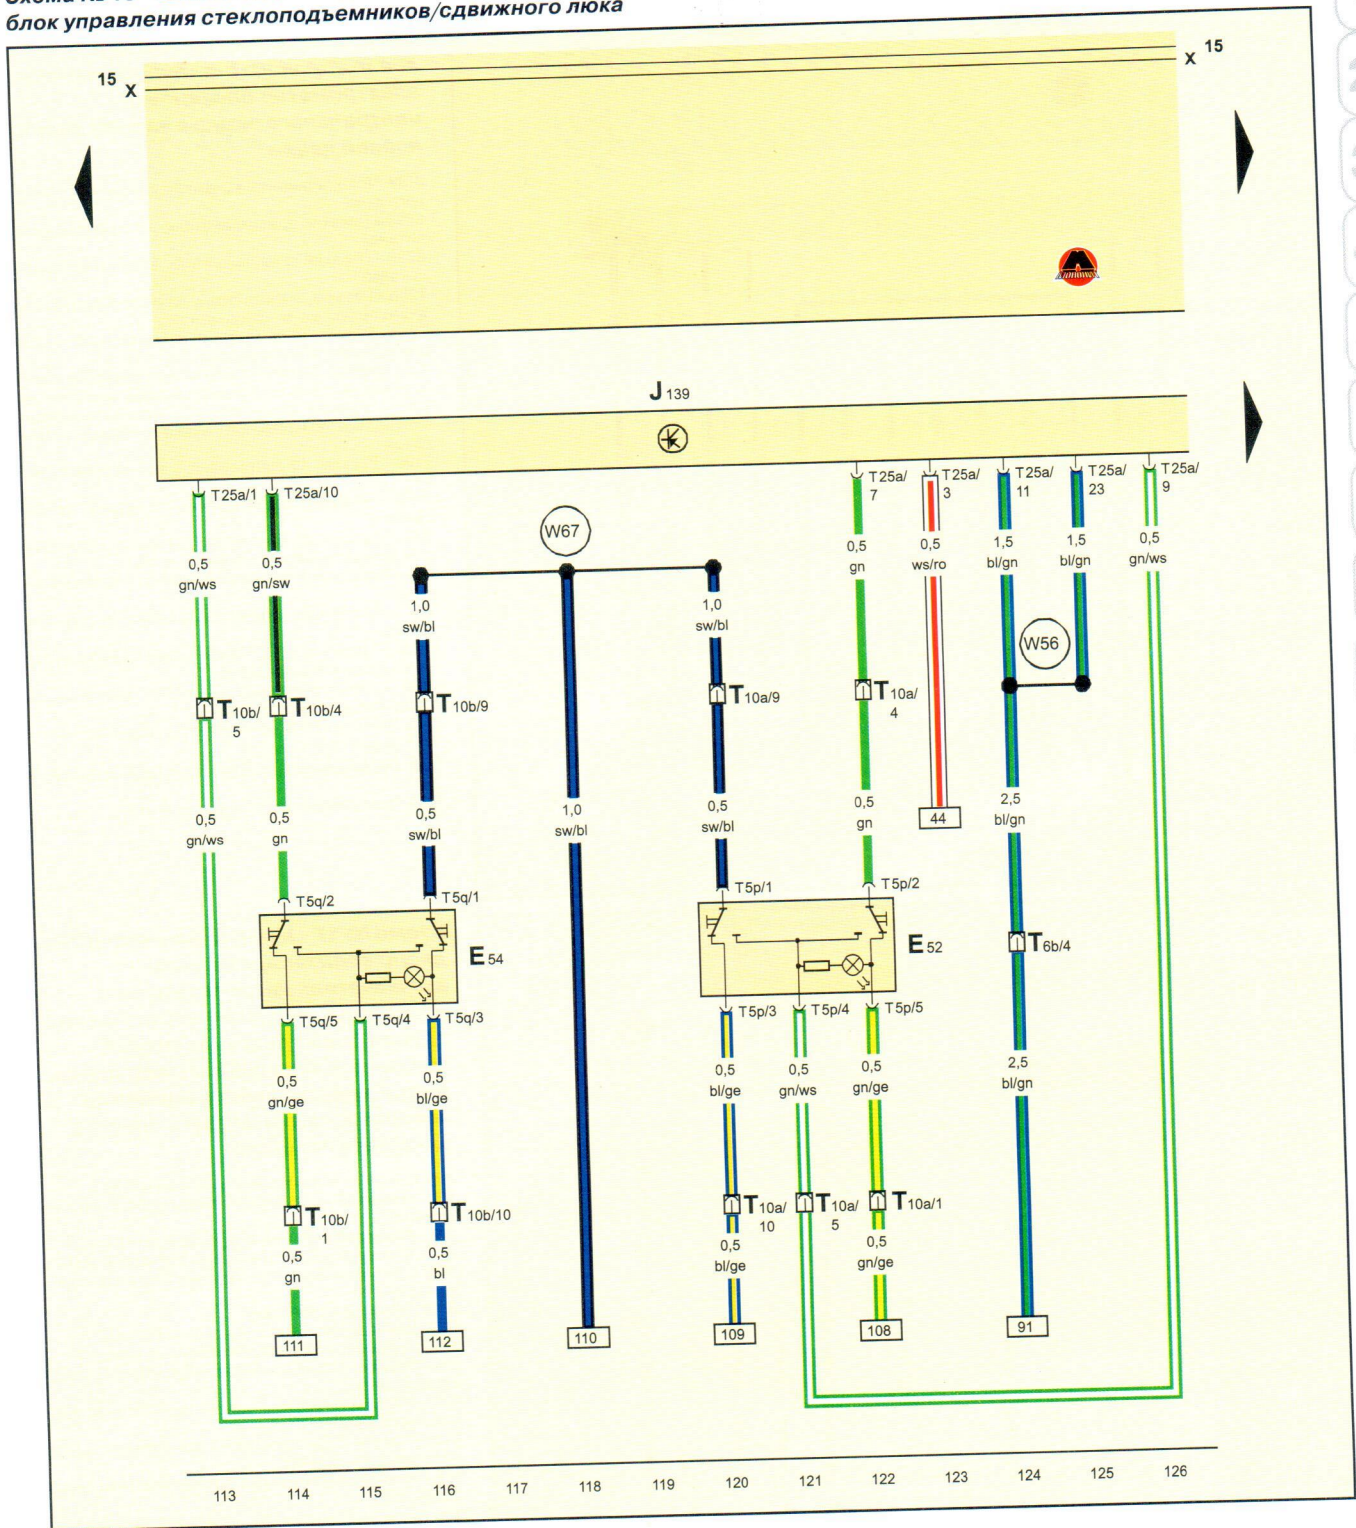 блок управления стеклоподъемников/сдвижного люка
15 X
X 15
J 139
T25a/1
T25a/10
T25a/ 7
T25a/ 3
T25a/ 11
T25a/ 23
T25a/ 9
W67
0,5 gn/ws
0,5 gn/sw
0,5 gn
0,5 ws/ro
1,5 bl/gn
1,5 bl/gn
0,5 gn/ws
1,0 sw/bl
1,0 sw/bl
W56
T10b/ 5
T10b/4
T10b/9
T10a/9
T10a/ 4
0,5 gn/ws
0,5 gn
0,5 sw/bl
1,0 sw/bl
0,5 sw/bl
0,5 gn
44
2,5 bl/gn
T5q/2
T5q/1
T5p/1
T5p/2
E 54
E 52
T6b/4
T5q/5
T5q/4
T5q/3
T5p/3
T5p/4
T5p/5
0,5 gn/ge
0,5 bl/ge
0,5 bl/ge
0,5 gn/ws
0,5 gn/ge
2,5 bl/gn
T10b/ 1
T10b/10
T10a/ 10
T10a/ 5
T10a/1
0,5 gn
0,5 bl
0,5 bl/ge
0,5 gn/ge
111
112
110
109
108
91
113 114 115 116 117 118 119 120 121 122 123 124 125 126